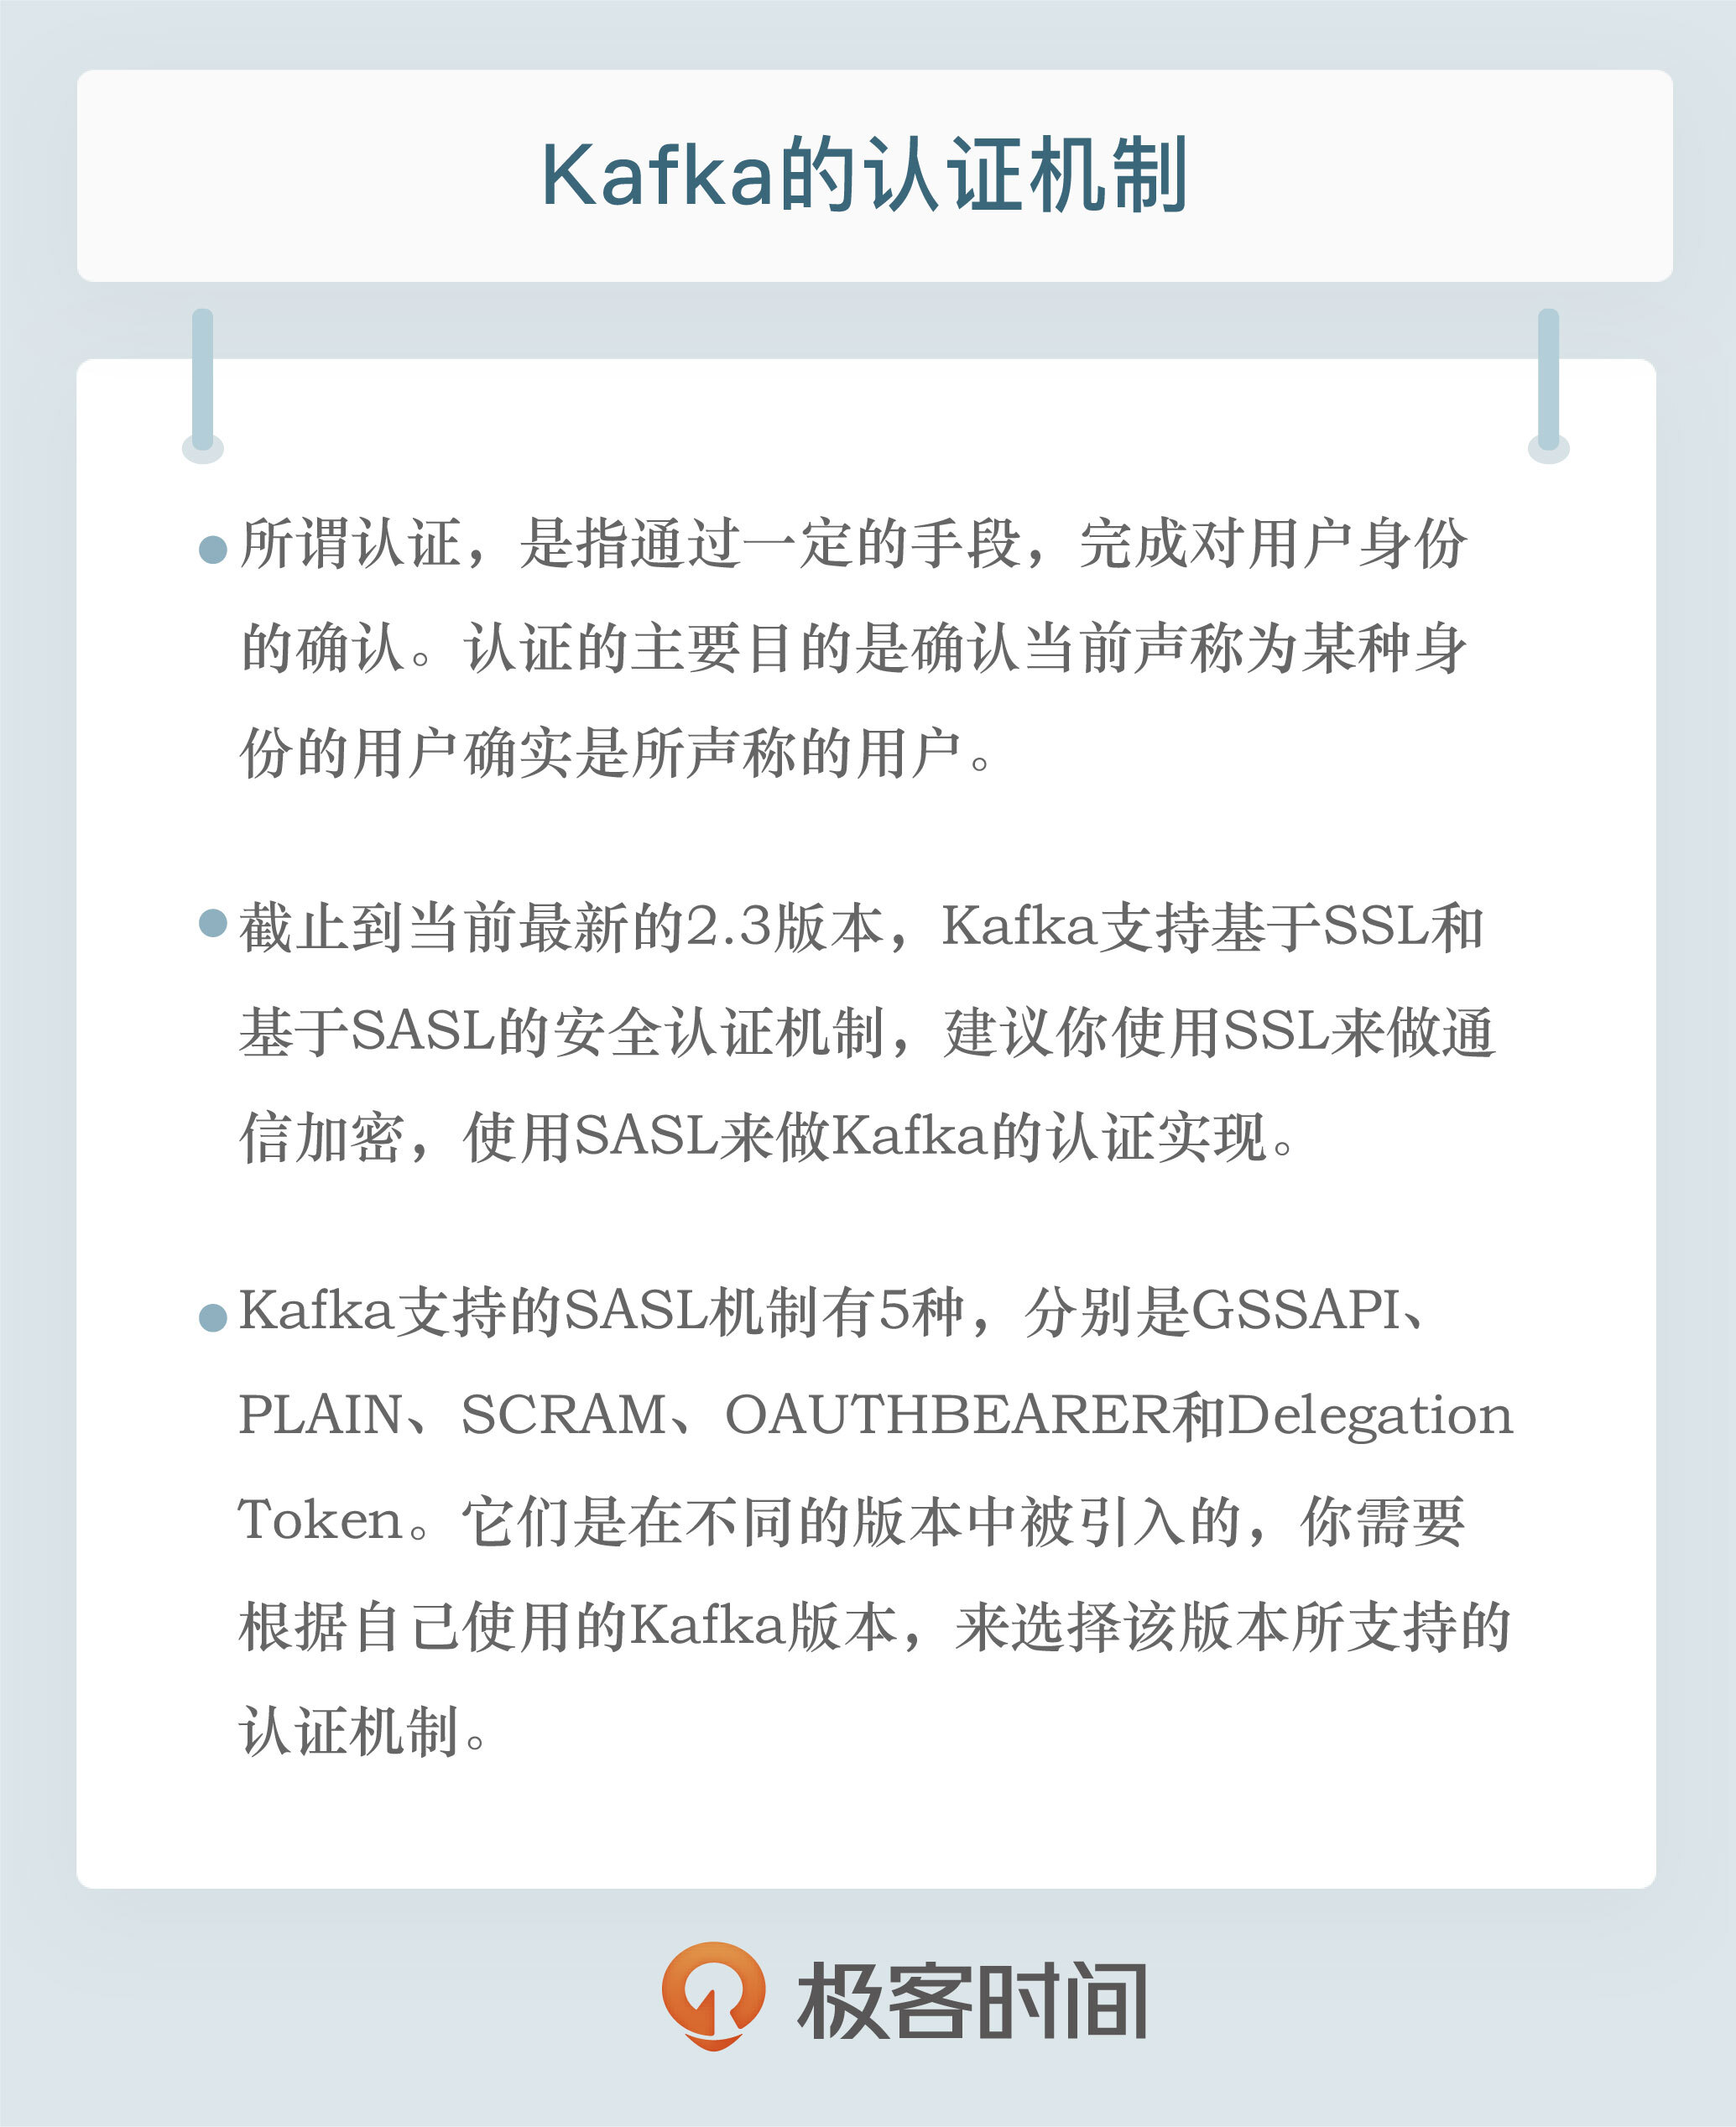 Kafka的认证机制
所谓认证，是指通过一定的手段，完成对用户身份
的确认。认证的主要目的是确认当前声称为某种身
份的用户确实是所声称的用户。
截止到当前最新的2.3版本，Kafka支持基于SSL和
基于SASL的安全认证机制，建议你使用SSL来做通
信加密，使用SASL来做Kafka的认证实现。
Kafka支持的SASL机制有5种，分别是GSSAPI、
PLAIN、SCRAM、OAUTHBEARER和Delegation
Token。它们是在不同的版本中被引入的，你需要
根据自己使用的Kafka版本，来选择该版本所支持的
认证机制。
极客时间